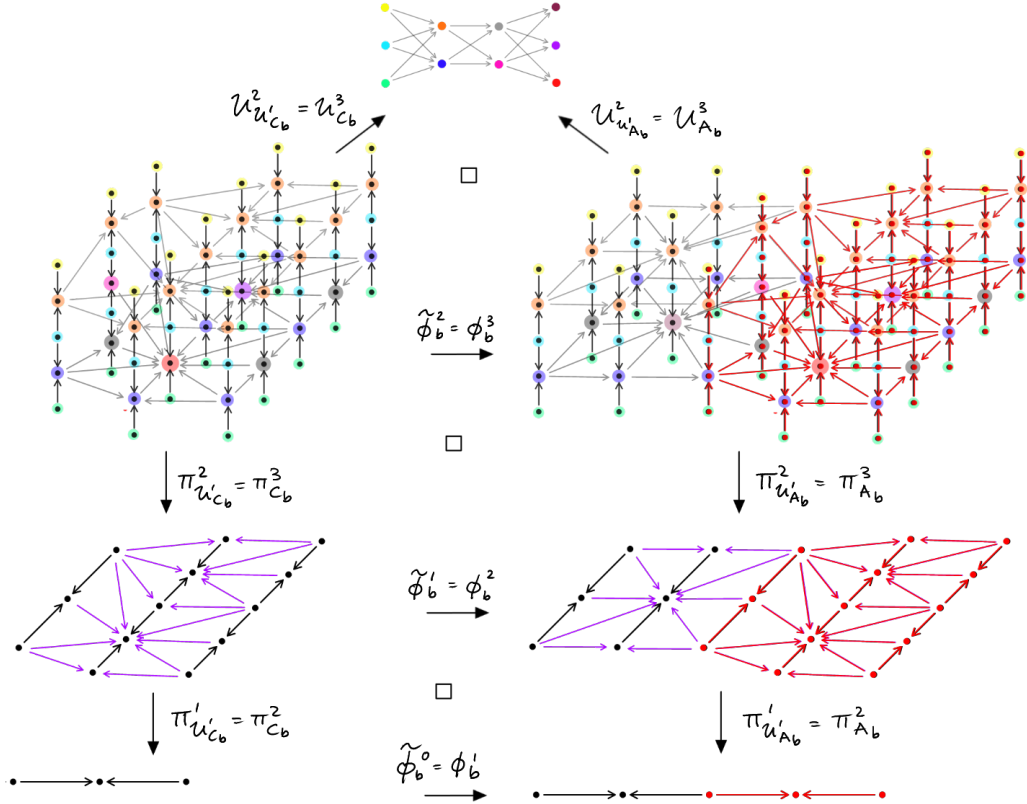 𝒰²_{𝒰'_{C_b}} = 𝒰³_{C_b}
𝒰²_{𝒰'_{A_b}} = 𝒰³_{A_b}
ϕ̃²_b = ϕ³_b
π²_{𝒰'_{C_b}} = π³_{C_b}
π²_{𝒰'_{A_b}} = π³_{A_b}
ϕ̃¹_b = ϕ²_b
π¹_{𝒰'_{C_b}} = π²_{C_b}
π¹_{𝒰'_{A_b}} = π²_{A_b}
ϕ̃⁰_b = ϕ¹_b